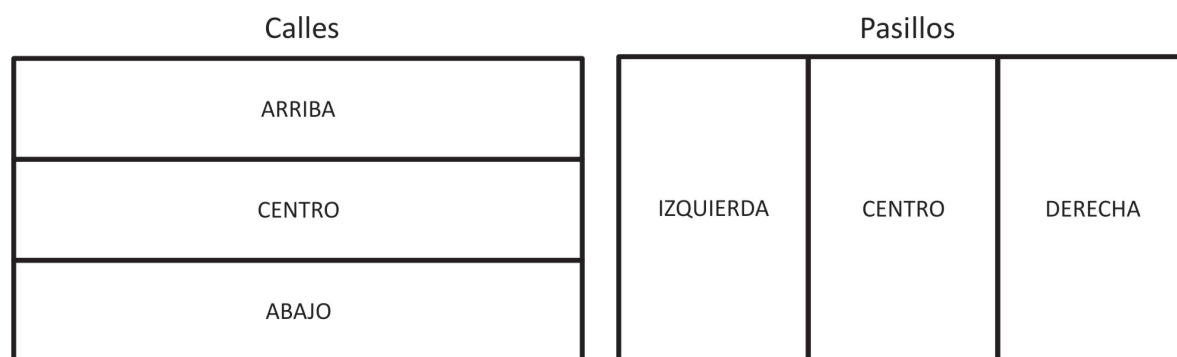 Calles
ARRIBA
CENTRO
ABAJO
Pasillos
IZQUIERDA
CENTRO
DERECHA